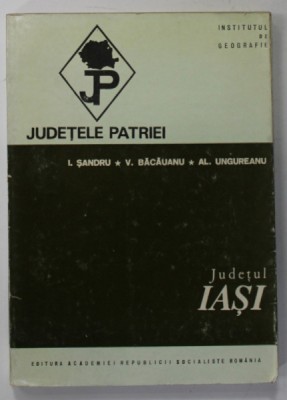 INSTITUTUL
DE
GEOGRAFIE
JP
JUDEȚELE PATRIEI
I. ȘANDRU ★ V. BĂCĂUANU ★ AL. UNGUREANU
Județul
IAȘI
EDITURA ACADEMIEI REPUBLICII SOCIALISTE ROMÂNIA